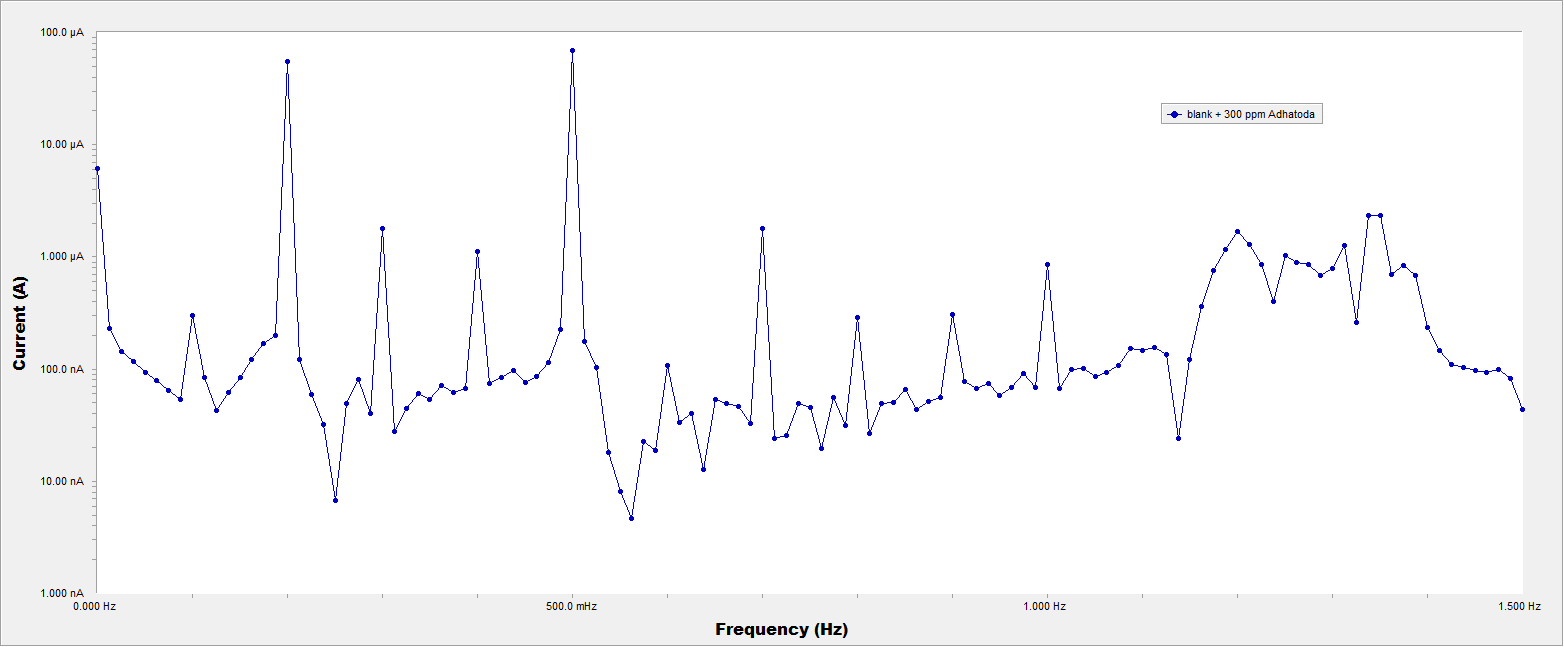 100.0 µA
10.00 µA
1.000 µA
100.0 nA
10.00 nA
1.000 nA
Current (A)
blank + 300 ppm Adhatoda
0.000 Hz 500.0 mHz 1.000 Hz 1.500 Hz
Frequency (Hz)